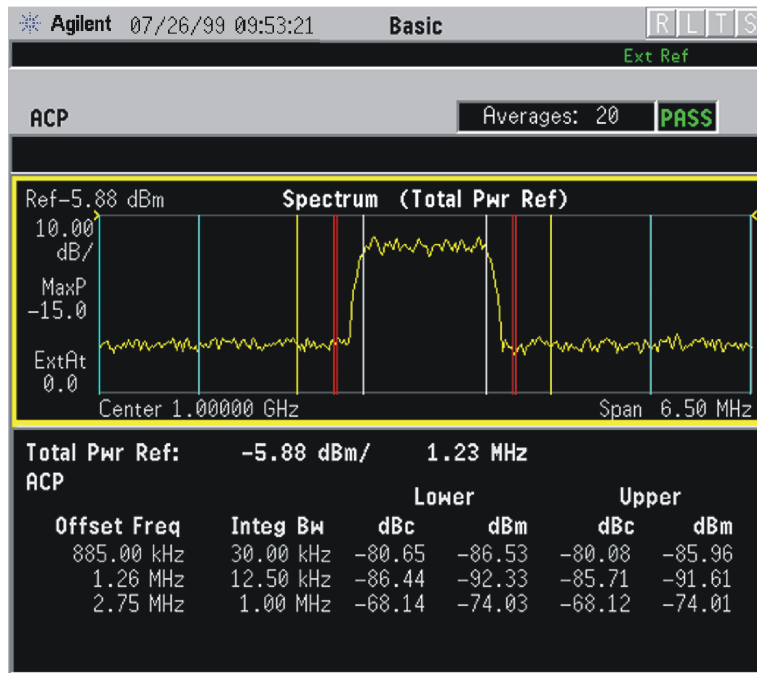 Agilent 07/26/99 09:53:21 Basic R L T S
Ext Ref
ACP Averages: 20 PASS
Ref-5.88 dBm Spectrum (Total Pwr Ref)
10.00
dB/
MaxP
-15.0
ExtAt
0.0
Center 1.00000 GHz Span 6.50 MHz
Total Pwr Ref: -5.88 dBm/ 1.23 MHz
ACP
Lower Upper
Offset Freq Integ Bw dBc dBm dBc dBm
885.00 kHz 30.00 kHz -80.65 -86.53 -80.08 -85.96
1.26 MHz 12.50 kHz -86.44 -92.33 -85.71 -91.61
2.75 MHz 1.00 MHz -68.14 -74.03 -68.12 -74.01